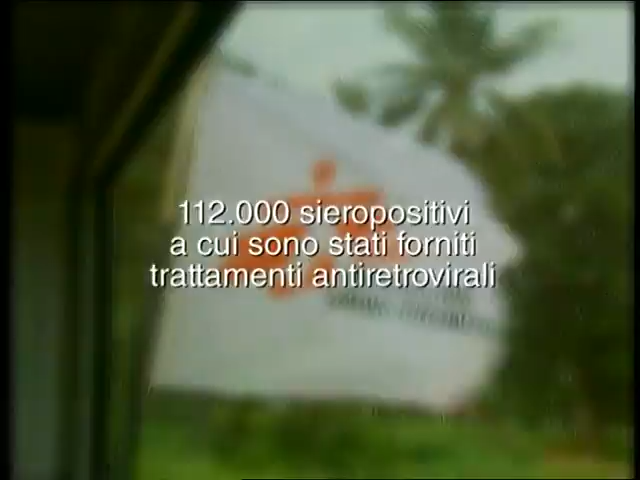 112.000 sieropositivi
a cui sono stati forniti
trattamenti antiretrovirali